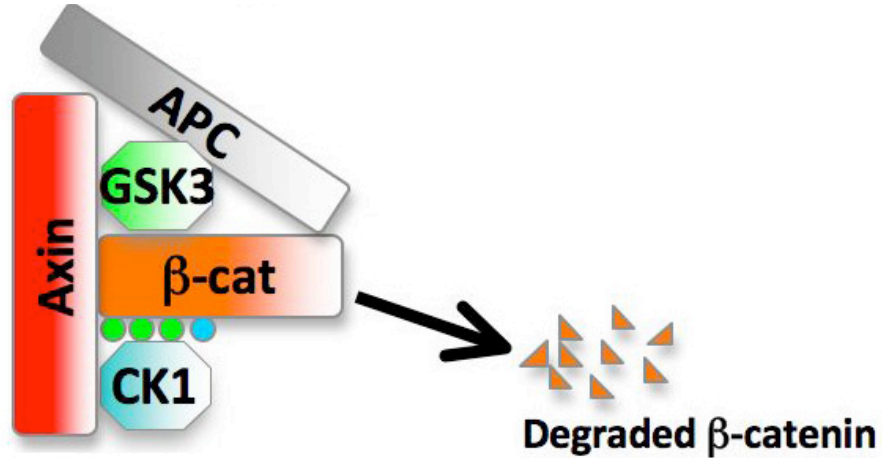 APC
GSK3
Axin
β-cat
CK1
Degraded β-catenin